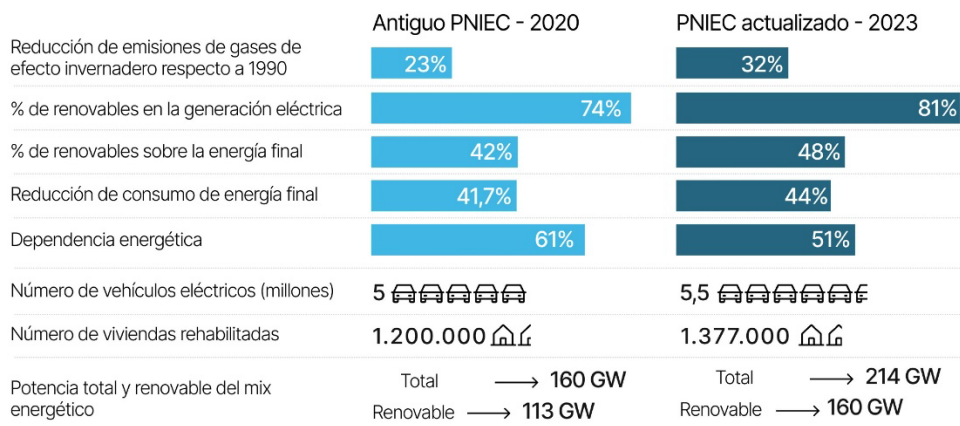 Antiguo PNIEC - 2020
PNIEC actualizado - 2023
Reducción de emisiones de gases de
efecto invernadero respecto a 1990
23%
32%
% de renovables en la generación eléctrica
74%
81%
% de renovables sobre la energía final
42%
48%
Reducción de consumo de energía final
41,7%
44%
Dependencia energética
61%
51%
Número de vehículos eléctricos (millones)
5
5,5
Número de viviendas rehabilitadas
1.200.000
1.377.000
Potencia total y renovable del mix
energético
Total → 160 GW
Renovable → 113 GW
Total → 214 GW
Renovable → 160 GW